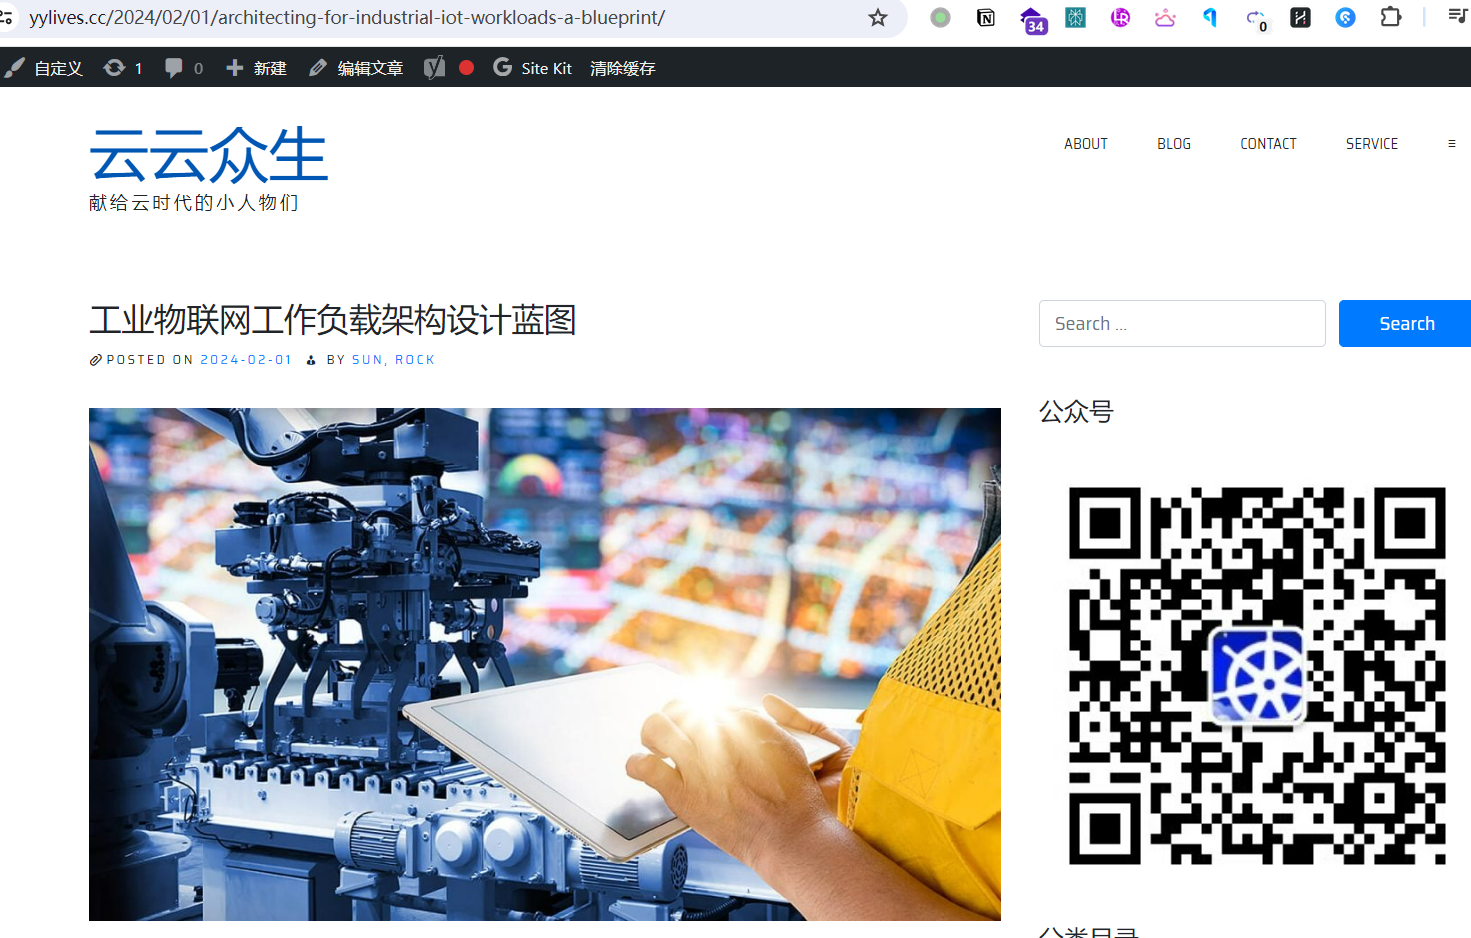 yylives.cc/2024/02/01/architecting-for-industrial-iot-workloads-a-blueprint/
34
0
自定义 1 0 新建 编辑文章 Site Kit 清除缓存
云云众生
献给云时代的小人物们
ABOUT BLOG CONTACT SERVICE
工业物联网工作负载架构设计蓝图
POSTED ON 2024-02-01 BY SUN, ROCK
Search ...
Search
公众号
分类目录